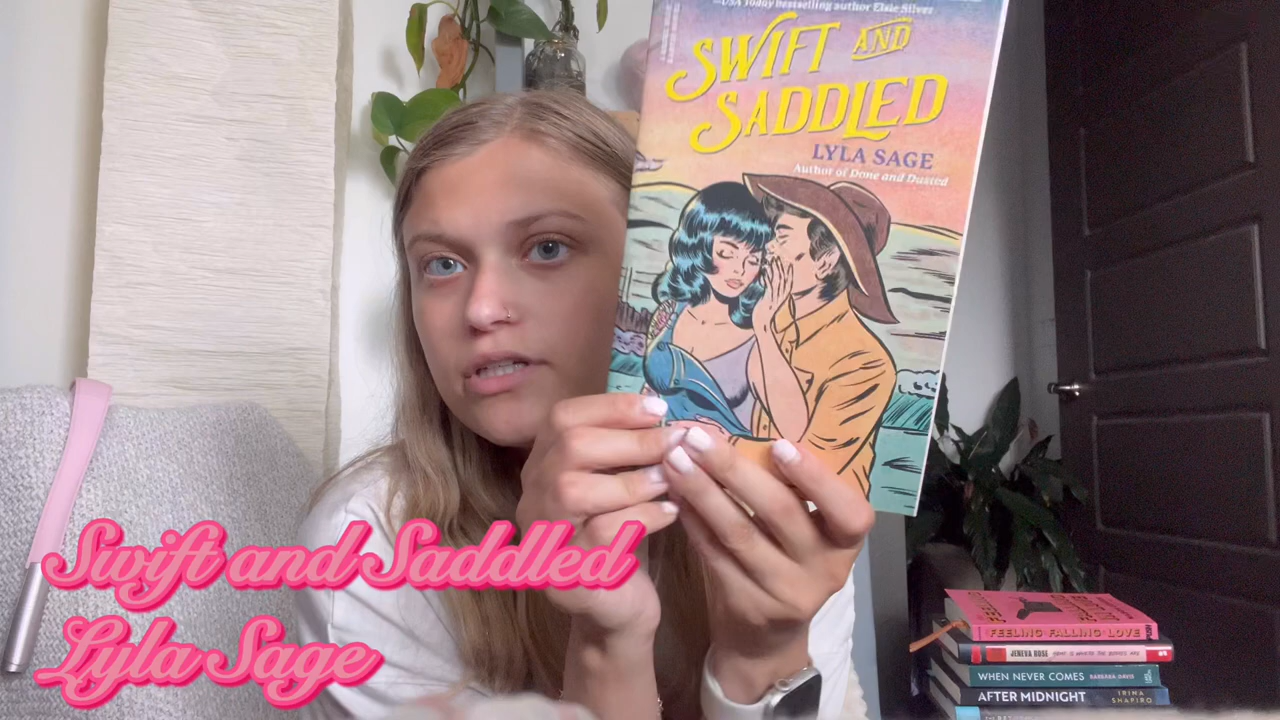 —USA Today bestselling author Elsie Silver
SWIFT AND
SADDLED
LYLA SAGE
Author of Done and Dusted
Swift and Saddled
Lyla Sage
FEELING FALLING LOVE
JENEVA ROSE
WHEN NEVER COMES BARBARA DAVIS
AFTER MIDNIGHT IRINA SHAPIRO